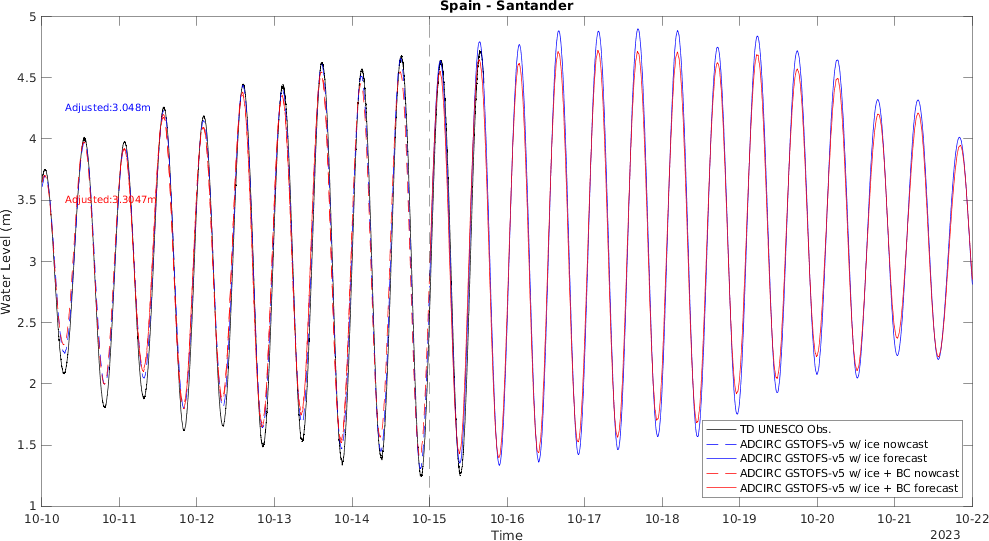 Spain - Santander
5
4.5
4
3.5
3
2.5
2
1.5
1
Water Level (m)
Adjusted:3.048m
Adjusted:3.3047m
TD UNESCO Obs.
ADCIRC GSTOFS-v5 w/ ice nowcast
ADCIRC GSTOFS-v5 w/ ice forecast
ADCIRC GSTOFS-v5 w/ ice + BC nowcast
ADCIRC GSTOFS-v5 w/ ice + BC forecast
10-10 10-11 10-12 10-13 10-14 10-15 10-16 10-17 10-18 10-19 10-20 10-21 10-22
Time
2023